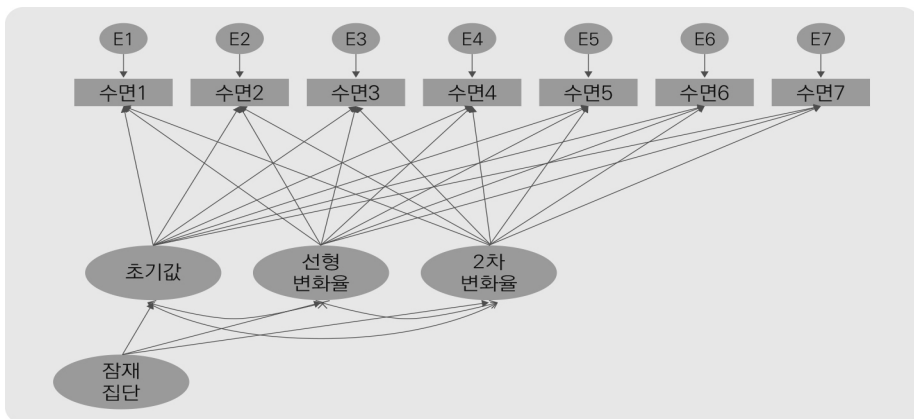 E1 E2 E3 E4 E5 E6 E7
수면1 수면2 수면3 수면4 수면5 수면6 수면7
초기값
선형
변화율
2차
변화율
잠재
집단